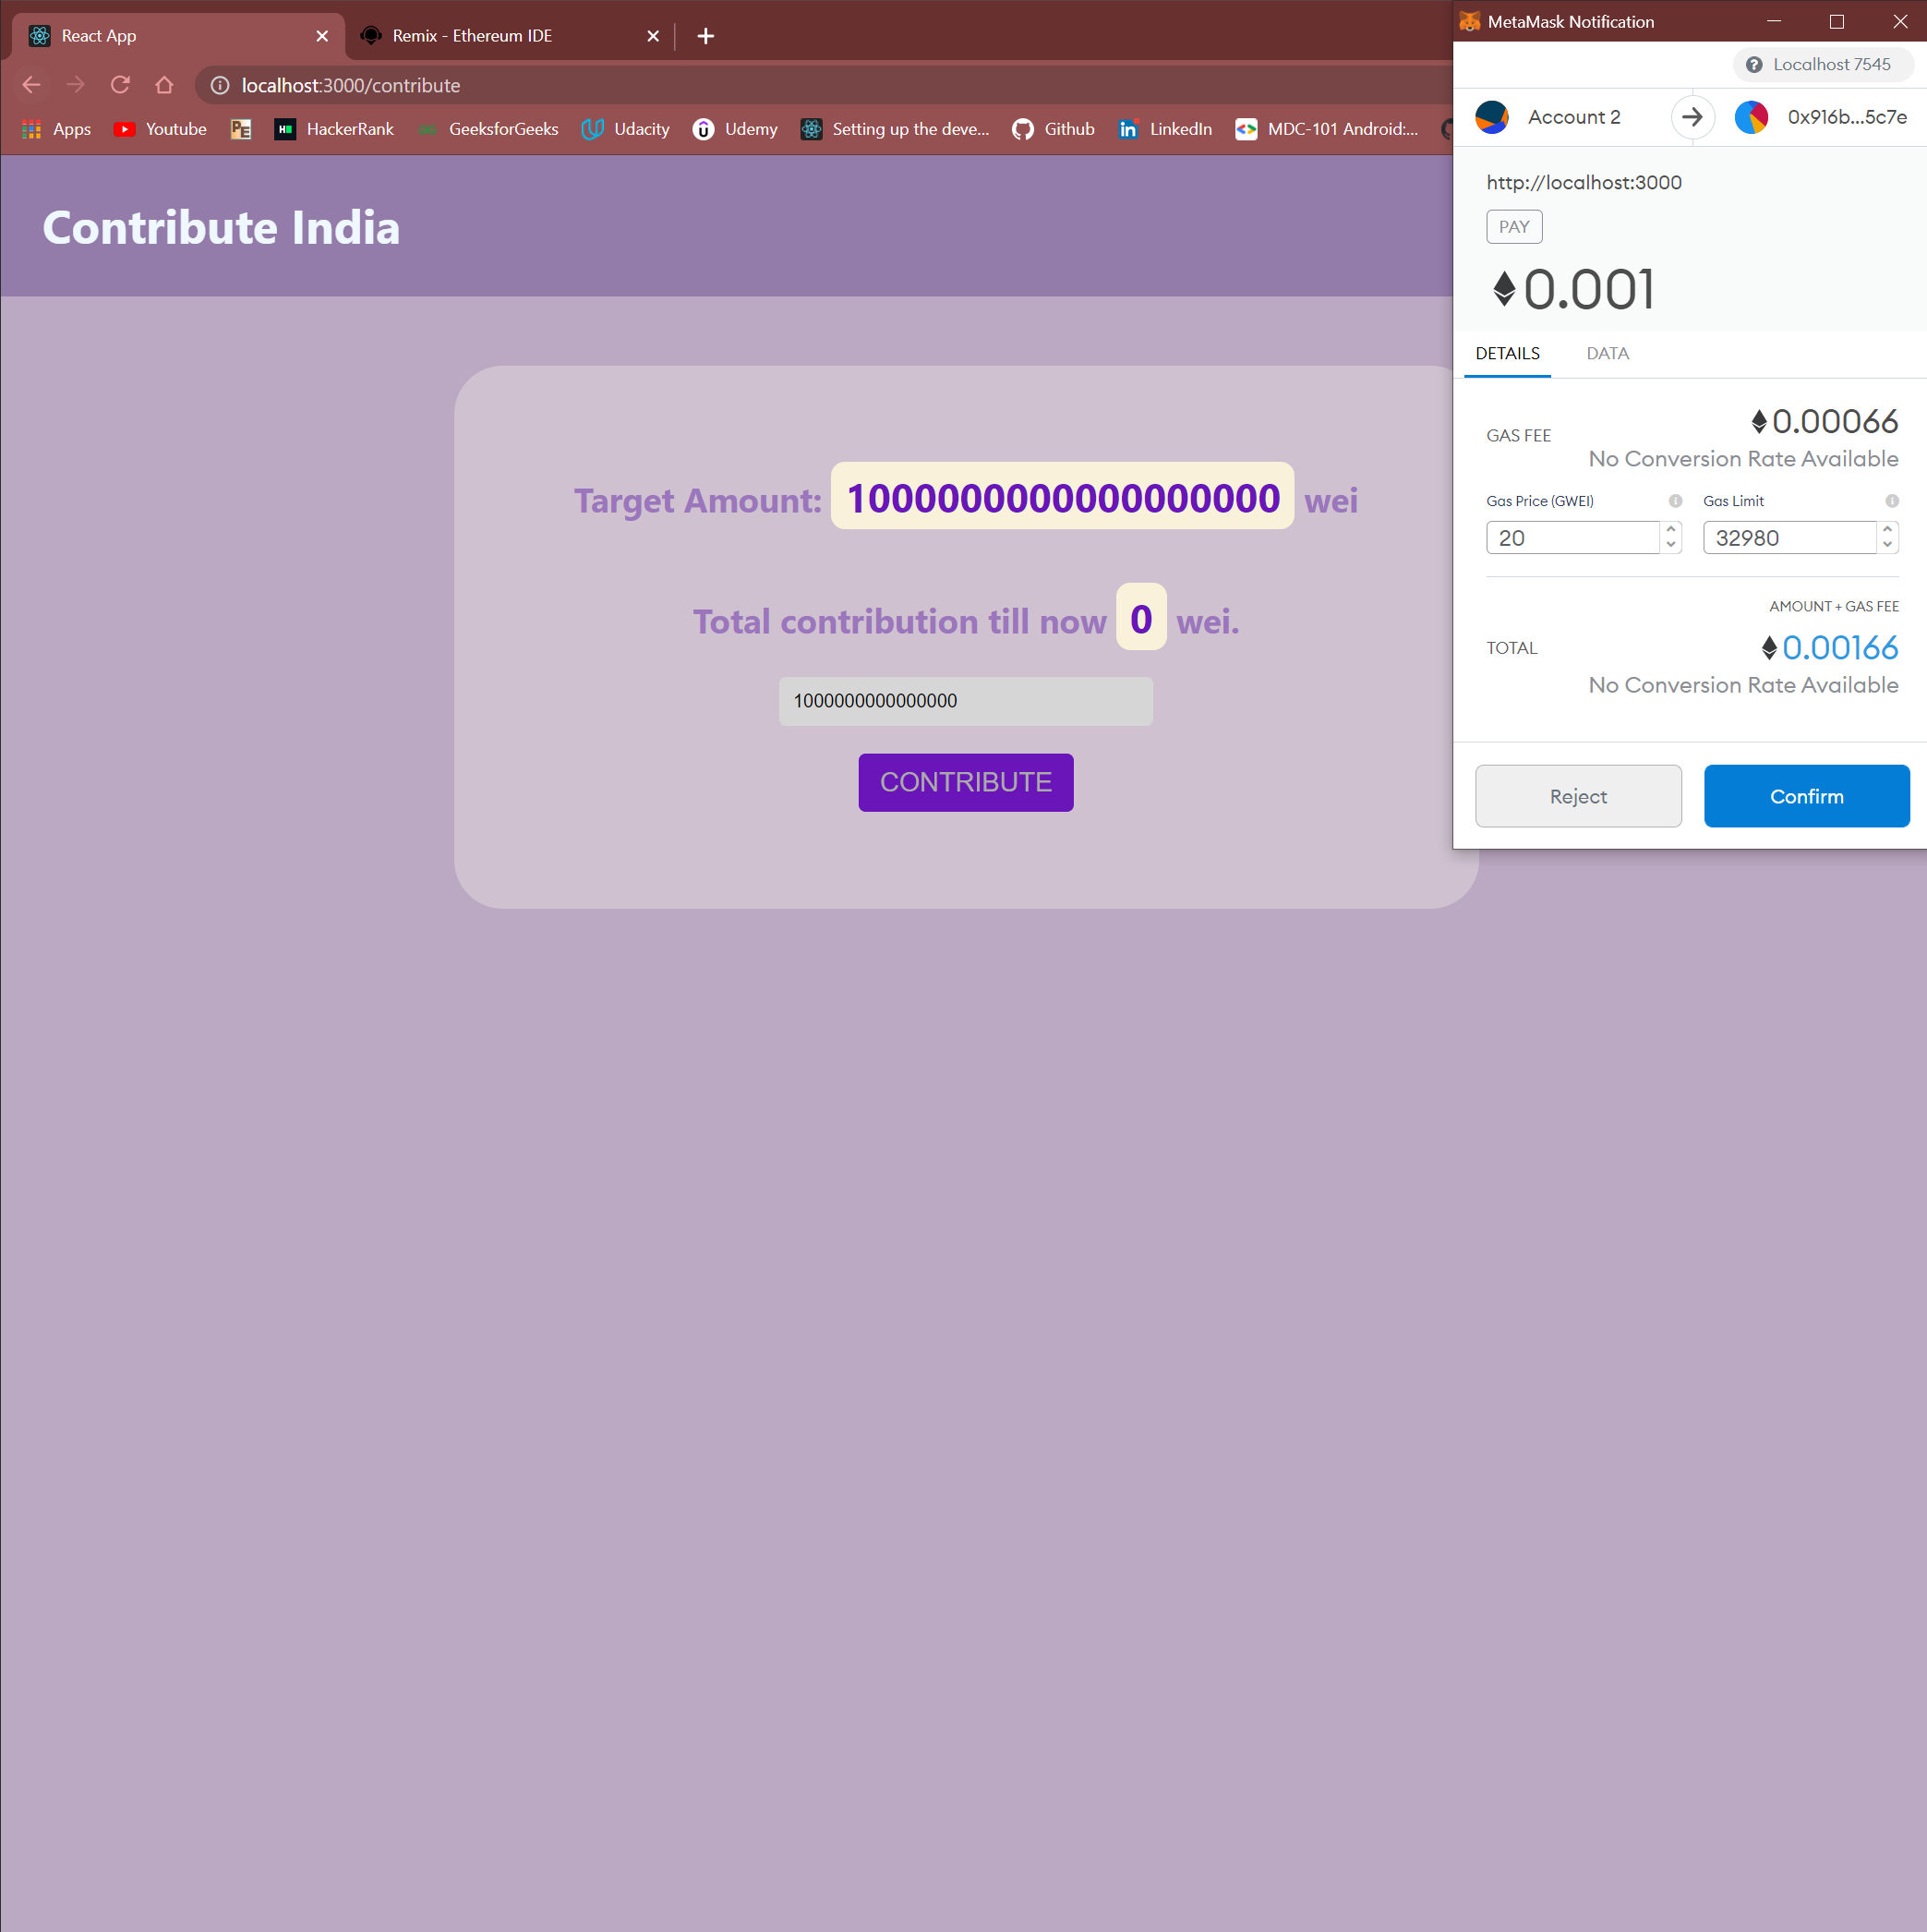 React App
Remix - Ethereum IDE
localhost:3000/contribute
Apps
Youtube
PE
HackerRank
GeeksforGeeks
Udacity
Udemy
Setting up the deve...
Github
LinkedIn
MDC-101 Android:...
Contribute India
Target Amount: 1000000000000000000 wei
Total contribution till now 0 wei.
1000000000000000
CONTRIBUTE
MetaMask Notification
Localhost 7545
Account 2
0x916b...5c7e
http://localhost:3000
PAY
0.001
DETAILS
DATA
GAS FEE
0.00066
No Conversion Rate Available
Gas Price (GWEI)
Gas Limit
20
32980
AMOUNT + GAS FEE
TOTAL
0.00166
No Conversion Rate Available
Reject
Confirm